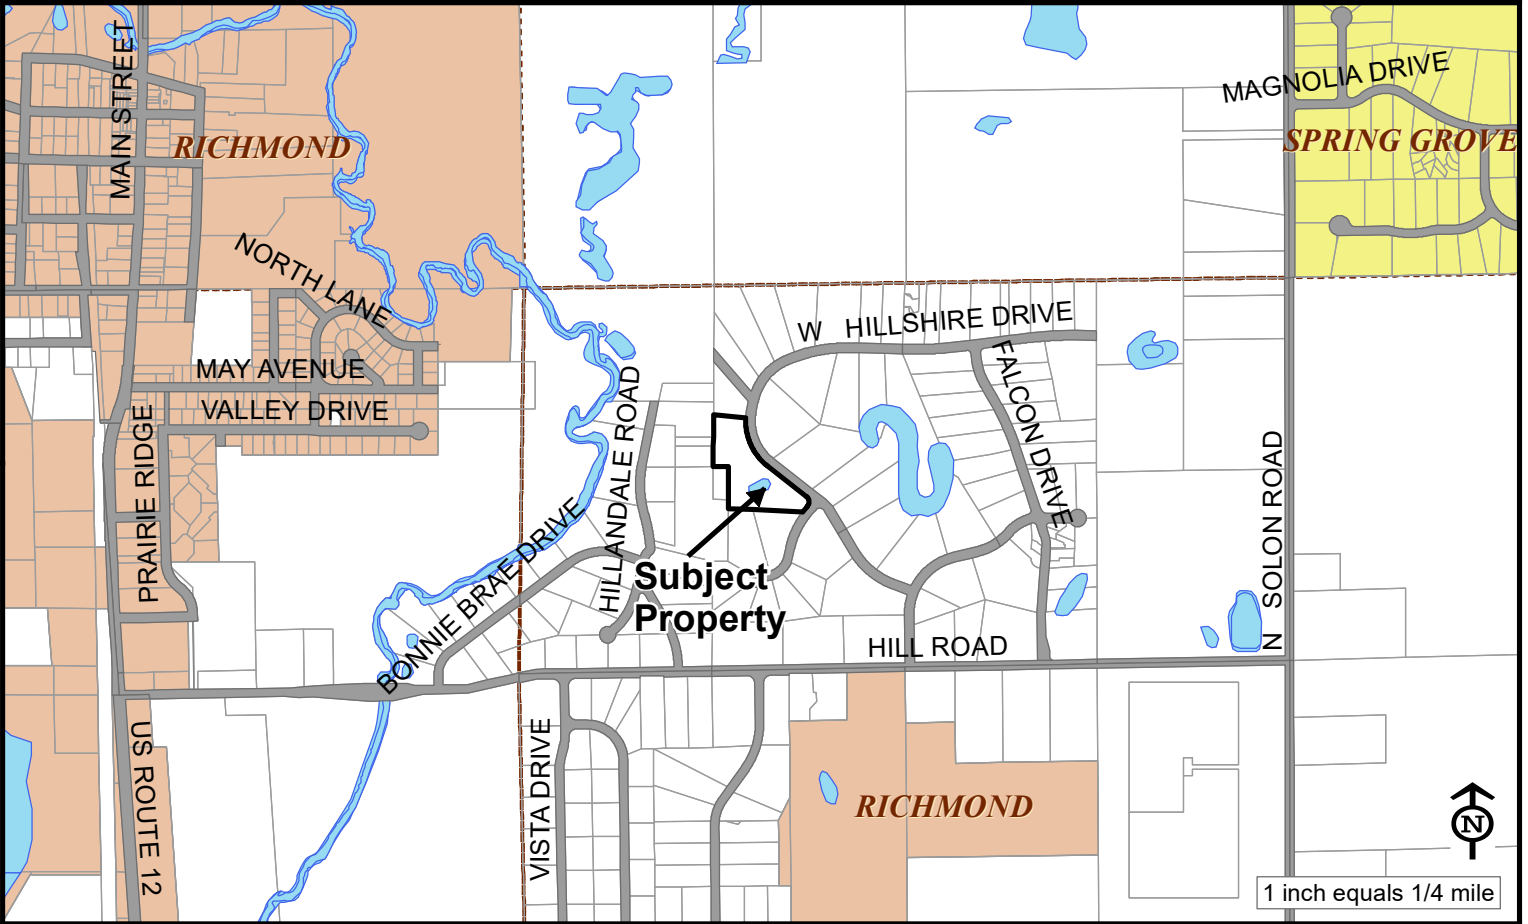 MAIN STREET
RICHMOND
MAGNOLIA DRIVE
SPRING GROVE
NORTH LANE
W HILLSHIRE DRIVE
MAY AVENUE
VALLEY DRIVE
PRAIRIE RIDGE
HILLANDALE ROAD
FALCON DRIVE
N SOLON ROAD
BONNIE BRAE DRIVE
Subject
Property
HILL ROAD
US ROUTE 12
VISTA DRIVE
RICHMOND
N
1 inch equals 1/4 mile